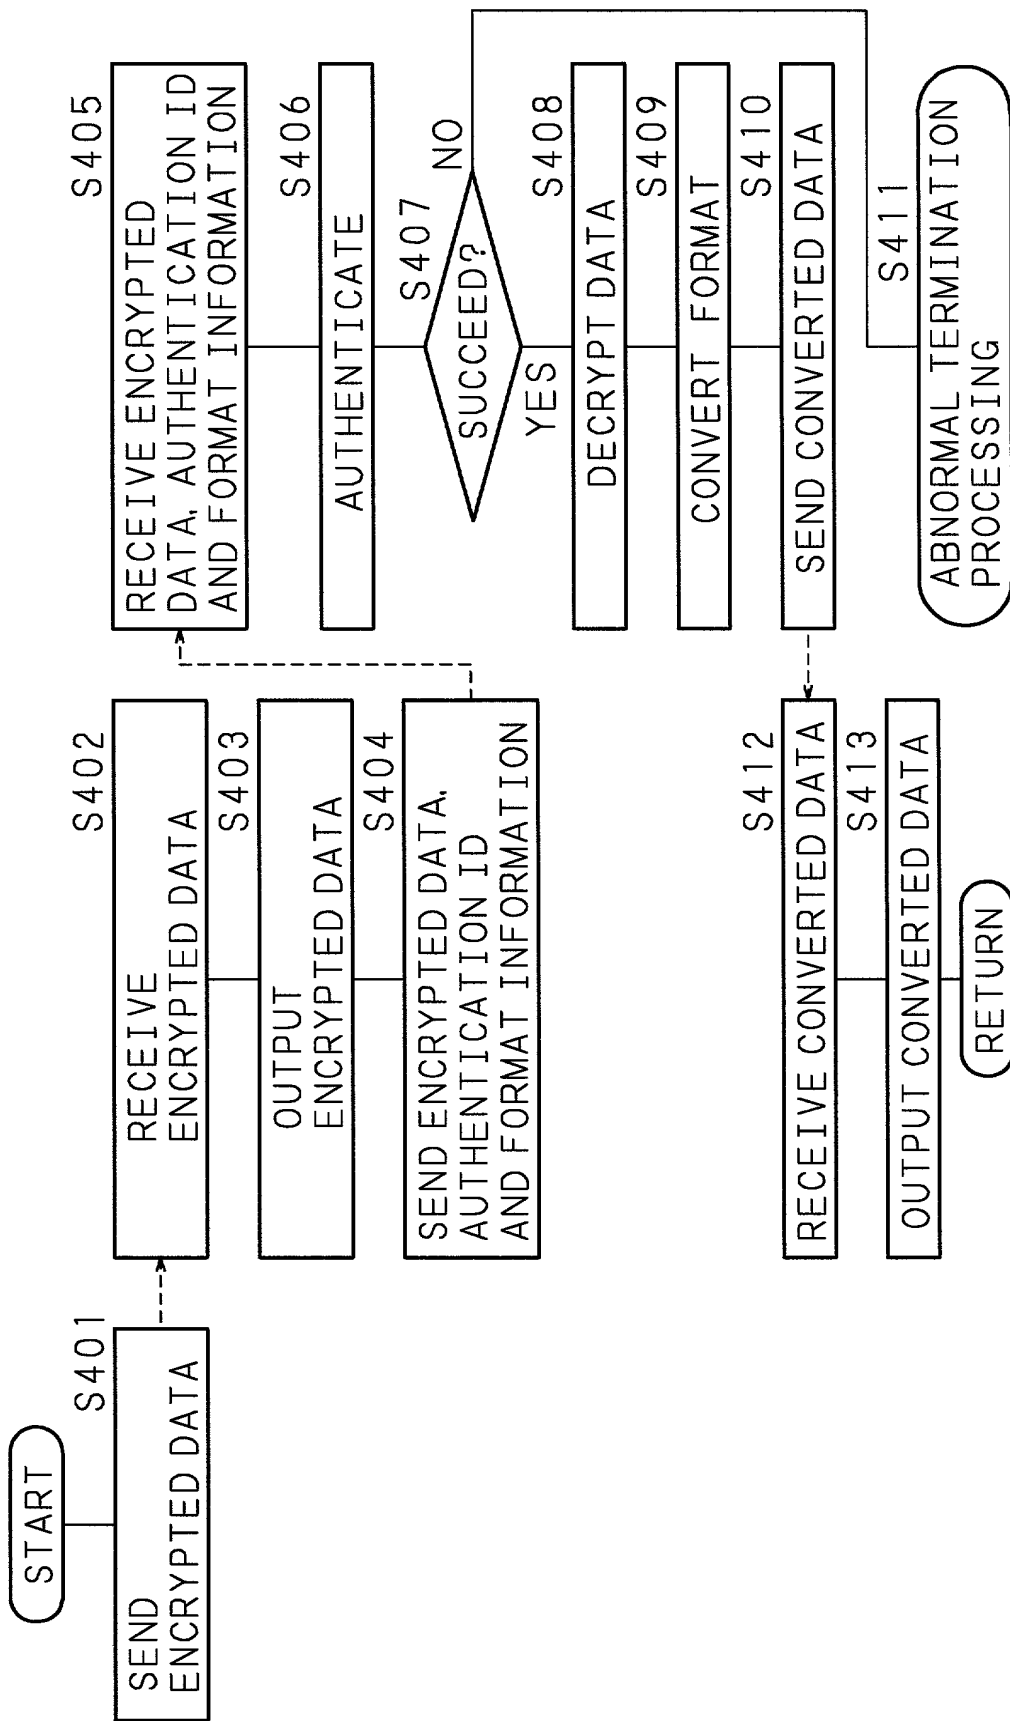 START
S401
SEND
ENCRYPTED DATA
S402
RECEIVE
ENCRYPTED DATA
S403
OUTPUT
ENCRYPTED DATA
S404
SEND ENCRYPTED DATA,
AUTHENTICATION ID
AND FORMAT INFORMATION
S405
RECEIVE ENCRYPTED
DATA, AUTHENTICATION ID
AND FORMAT INFORMATION
S406
AUTHENTICATE
S407
SUCCEED?
NO
YES
S408
DECRYPT DATA
S409
CONVERT FORMAT
S410
SEND CONVERTED DATA
S411
ABNORMAL TERMINATION
PROCESSING
S412
RECEIVE CONVERTED DATA
S413
OUTPUT CONVERTED DATA
RETURN